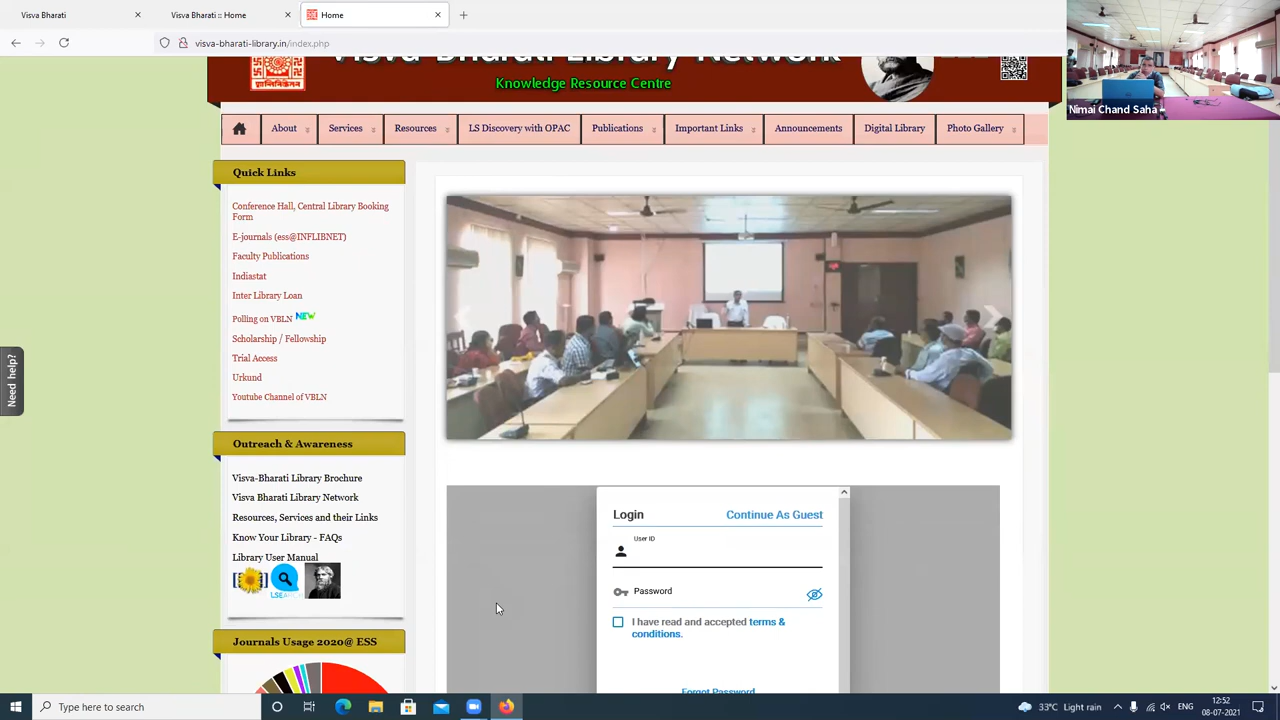 Visva Bharati
Visva Bharati :: Home
Home
visva-bharati-library.in/index.php
Visva-Bharati Library Network
Knowledge Resource Centre
Nimai Chand Saha
About
Services
Resources
LS Discovery with OPAC
Publications
Important Links
Announcements
Digital Library
Photo Gallery
Quick Links
Conference Hall, Central Library Booking
Form
E-journals (ess@INFLIBNET)
Faculty Publications
Indiastat
Inter Library Loan
Polling on VBLN NEW
Scholarship / Fellowship
Trial Access
Urkund
Youtube Channel of VBLN
Need help?
Outreach & Awareness
Visva-Bharati Library Brochure
Visva Bharati Library Network
Resources, Services and their Links
Know Your Library - FAQs
Library User Manual
LSEARCH
Journals Usage 2020@ ESS
Login
Continue As Guest
User ID
Password
I have read and accepted terms &
conditions.
Forgot Password
Type here to search
33°C Light rain
ENG
12:52
08-07-2021